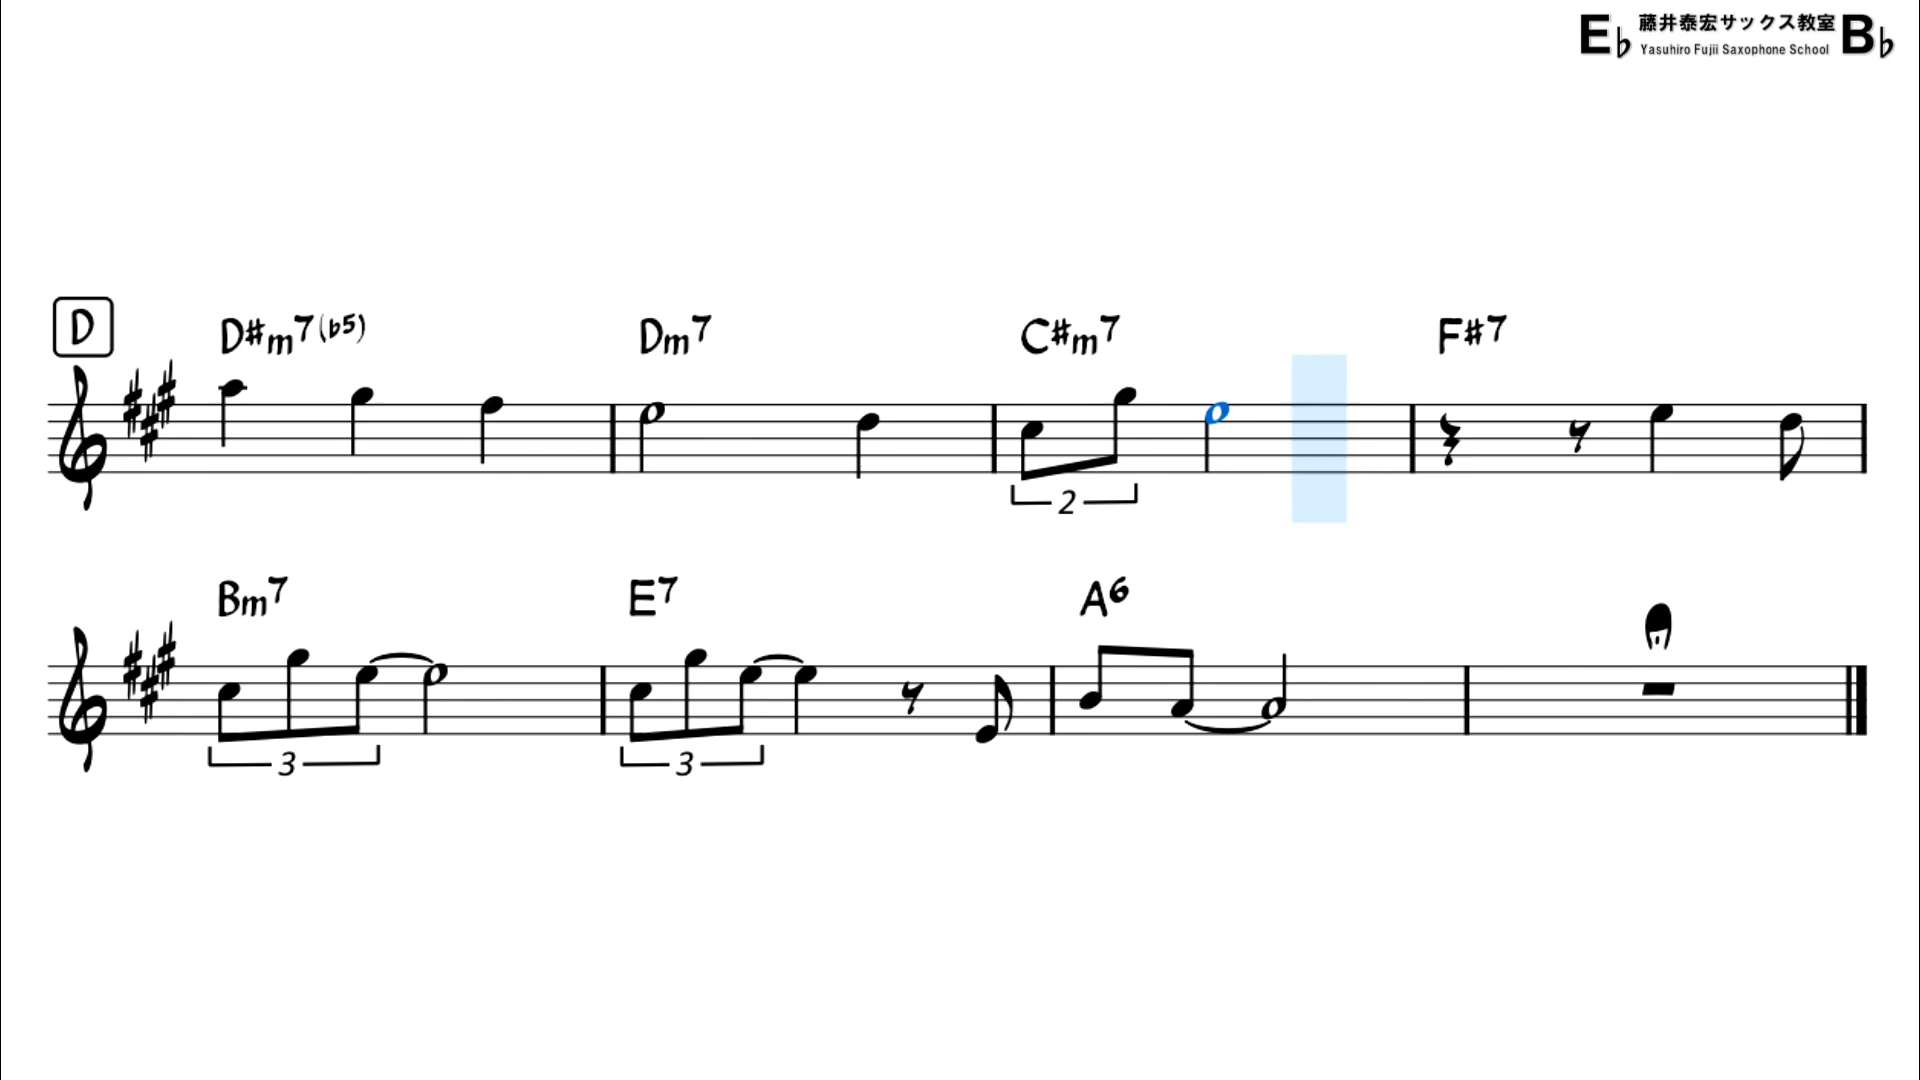 E♭ 藤井泰宏サックス教室 B♭
Yasuhiro Fujii Saxophone School
D
D#m7(b5) Dm7 C#m7 F#7
2
Bm7 E7 A6
3 3